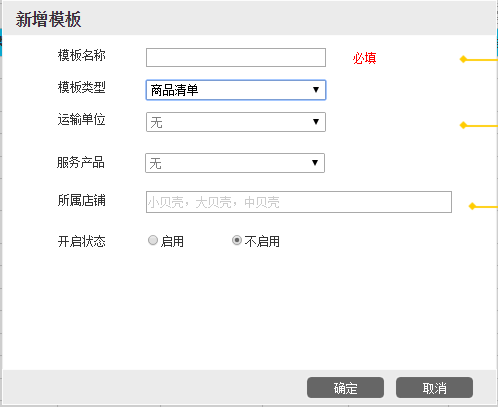 新增模板
模板名称 必填
模板类型 商品清单
运输单位 无
服务产品 无
所属店铺 小贝壳，大贝壳，中贝壳
开启状态 启用 不启用
确定 取消